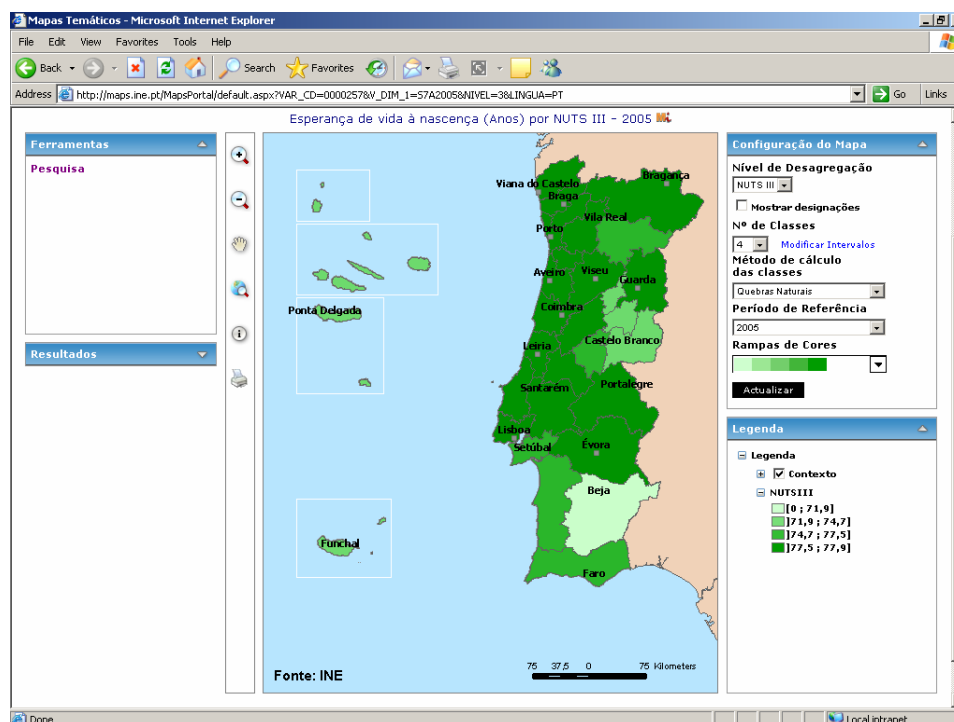 Mapas Temáticos - Microsoft Internet Explorer
File Edit View Favorites Tools Help
Back Search Favorites
Address http://maps.ine.pt/MapsPortal/default.aspx?VAR_CD=0000257&V_DIM_1=S7A2005&NIVEL=3&LINGUA=PT Go Links
Esperança de vida à nascença (Anos) por NUTS III - 2005
Ferramentas
Pesquisa
Resultados
Viana do Castelo
Bragança
Braga
Vila Real
Porto
Aveiro
Viseu
Guarda
Coimbra
Ponta Delgada
Castelo Branco
Leiria
Santarém
Portalegre
Lisboa
Setúbal
Évora
Beja
Funchal
Faro
75 37,5 0 75 Kilometers
Fonte: INE
Configuração do Mapa
Nível de Desagregação
NUTS III
Mostrar designações
Nº de Classes
4 Modificar Intervalos
Método de cálculo
das classes
Quebras Naturais
Período de Referência
2005
Rampas de Cores
Actualizar
Legenda
Legenda
Contexto
NUTSIII
[0 ; 71,9]
]71,9 ; 74,7]
]74,7 ; 77,5]
]77,5 ; 77,9]
Done Local intranet